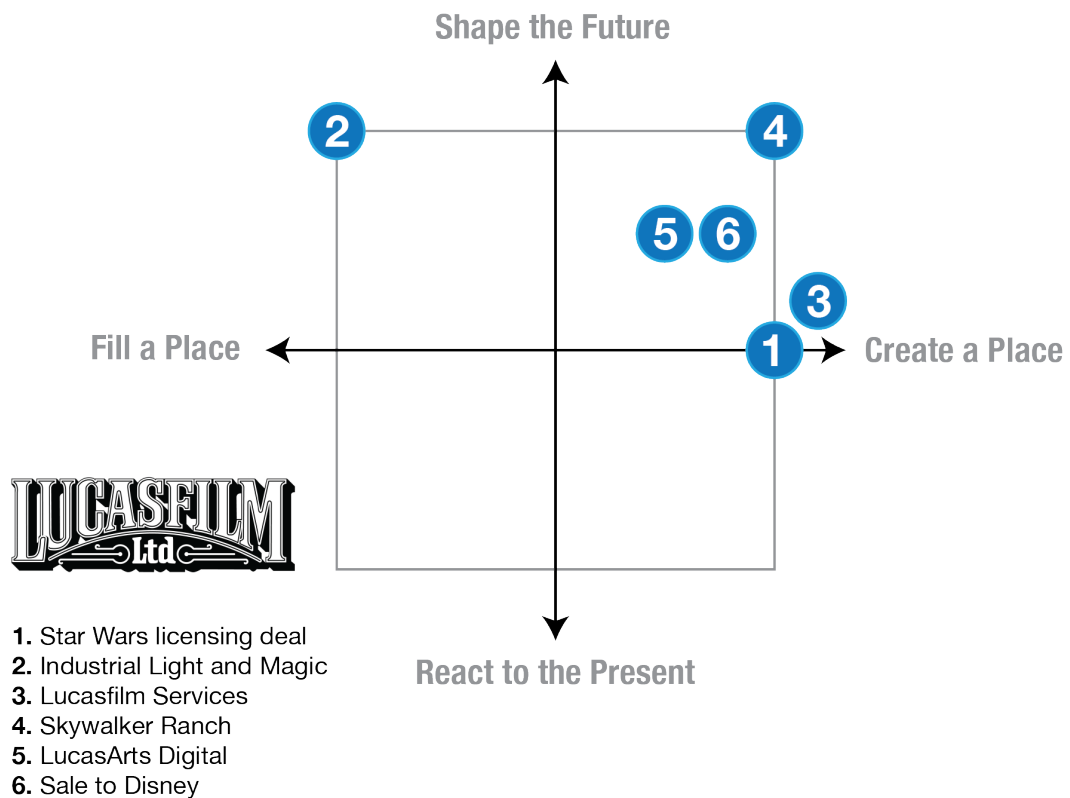 Shape the Future
2
4
5
6
3
Fill a Place
1
Create a Place
LUCASFILM
Ltd
React to the Present
1. Star Wars licensing deal
2. Industrial Light and Magic
3. Lucasfilm Services
4. Skywalker Ranch
5. LucasArts Digital
6. Sale to Disney